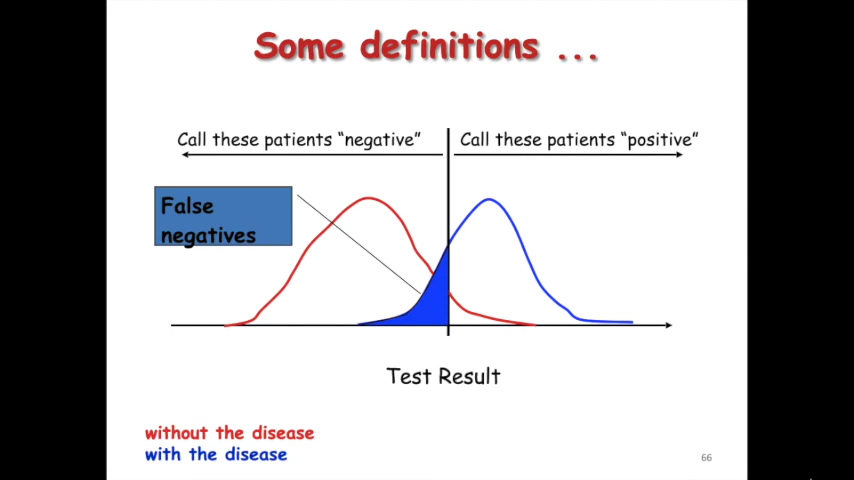 Some definitions ...
Call these patients “negative”
Call these patients “positive”
False
negatives
Test Result
without the disease
with the disease
66